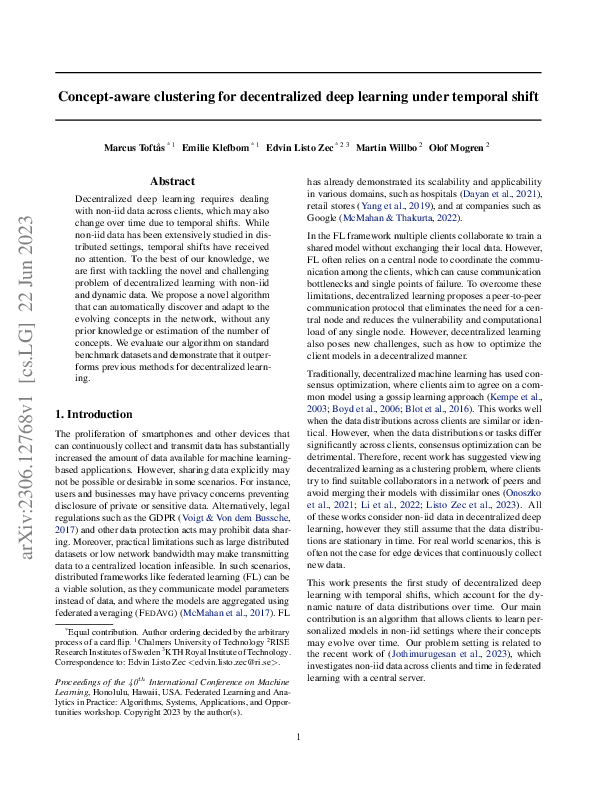 Concept-aware clustering for decentralized deep learning under temporal shift
Marcus Toftås * 1 Emilie Klefbom * 1 Edvin Listo Zec * 2 3 Martin Willbo 2 Olof Mogren 2
Abstract
Decentralized deep learning requires dealing
with non-iid data across clients, which may also
change over time due to temporal shifts. While
non-iid data has been extensively studied in dis-
tributed settings, temporal shifts have received
no attention. To the best of our knowledge, we
are first with tackling the novel and challenging
problem of decentralized learning with non-iid
and dynamic data. We propose a novel algorithm
that can automatically discover and adapt to the
evolving concepts in the network, without any
prior knowledge or estimation of the number of
concepts. We evaluate our algorithm on standard
benchmark datasets and demonstrate that it outper-
forms previous methods for decentralized learn-
ing.
1. Introduction
The proliferation of smartphones and other devices that
can continuously collect and transmit data has substantially
increased the amount of data available for machine learning-
based applications. However, sharing data explicitly may
not be possible or desirable in some scenarios. For instance,
users and businesses may have privacy concerns preventing
disclosure of private or sensitive data. Alternatively, legal
regulations such as the GDPR (Voigt & Von dem Bussche,
2017) and other data protection acts may prohibit data shar-
ing. Moreover, practical limitations such as large distributed
datasets or low network bandwidth may make transmitting
data to a centralized location infeasible. In such scenarios,
distributed frameworks like federated learning (FL) can be
a viable solution, as they communicate model parameters
instead of data, and where the models are aggregated using
federated averaging (FEDAVG) (McMahan et al., 2017). FL
*Equal contribution. Author ordering decided by the arbitrary
process of a card flip. 1Chalmers University of Technology 2RISE
Research Institutes of Sweden 3KTH Royal Institute of Technology.
Correspondence to: Edvin Listo Zec <edvin.listo.zec@ri.se>.
Proceedings of the 40th International Conference on Machine
Learning, Honolulu, Hawaii, USA. Federated Learning and Ana-
lytics in Practice: Algorithms, Systems, Applications, and Oppor-
tunities workshop. Copyright 2023 by the author(s).
has already demonstrated its scalability and applicability
in various domains, such as hospitals (Dayan et al., 2021),
retail stores (Yang et al., 2019), and at companies such as
Google (McMahan & Thakurta, 2022).
In the FL framework multiple clients collaborate to train a
shared model without exchanging their local data. However,
FL often relies on a central node to coordinate the commu-
nication among the clients, which can cause communication
bottlenecks and single points of failure. To overcome these
limitations, decentralized learning proposes a peer-to-peer
communication protocol that eliminates the need for a cen-
tral node and reduces the vulnerability and computational
load of any single node. However, decentralized learning
also poses new challenges, such as how to optimize the
client models in a decentralized manner.
Traditionally, decentralized machine learning has used con-
sensus optimization, where clients aim to agree on a com-
mon model using a gossip learning approach (Kempe et al.,
2003; Boyd et al., 2006; Blot et al., 2016). This works well
when the data distributions across clients are similar or iden-
tical. However, when the data distributions or tasks differ
significantly across clients, consensus optimization can be
detrimental. Therefore, recent work has suggested viewing
decentralized learning as a clustering problem, where clients
try to find suitable collaborators in a network of peers and
avoid merging their models with dissimilar ones (Onoszko
et al., 2021; Li et al., 2022; Listo Zec et al., 2023). All
of these works consider non-iid data in decentralized deep
learning, however they still assume that the data distribu-
tions are stationary in time. For real world scenarios, this is
often not the case for edge devices that continuously collect
new data.
This work presents the first study of decentralized deep
learning with temporal shifts, which account for the dy-
namic nature of data distributions over time. Our main
contribution is an algorithm that allows clients to learn per-
sonalized models in non-iid settings where their concepts
may evolve over time. Our problem setting is related to
the recent work of (Jothimurugesan et al., 2023), which
investigates non-iid data across clients and time in federated
learning with a central server.
1
arXiv:2306.12768v1 [cs.LG] 22 Jun 2023